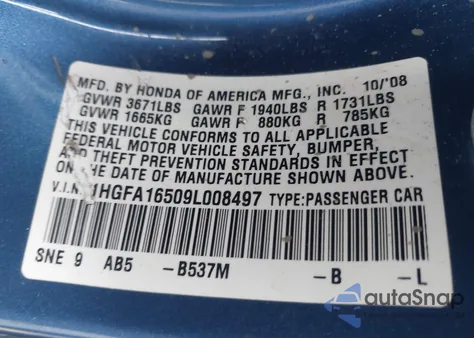 MFD. BY HONDA OF AMERICA MFG., INC. 10/'08
GVWR 3671LBS GAWR F 1940LBS R 1731LBS
GVWR 1665KG GAWR F 880KG R 785KG
THIS VEHICLE CONFORMS TO ALL APPLICABLE
FEDERAL MOTOR VEHICLE SAFETY, BUMPER,
AND THEFT PREVENTION STANDARDS IN EFFECT
ON THE DATE OF MANUFACTURE SHOWN ABOVE.
V.I.N. 1HGFA16509L008497 TYPE:PASSENGER CAR
SNE 9 AB5 -B537M -B -L
autaSnap